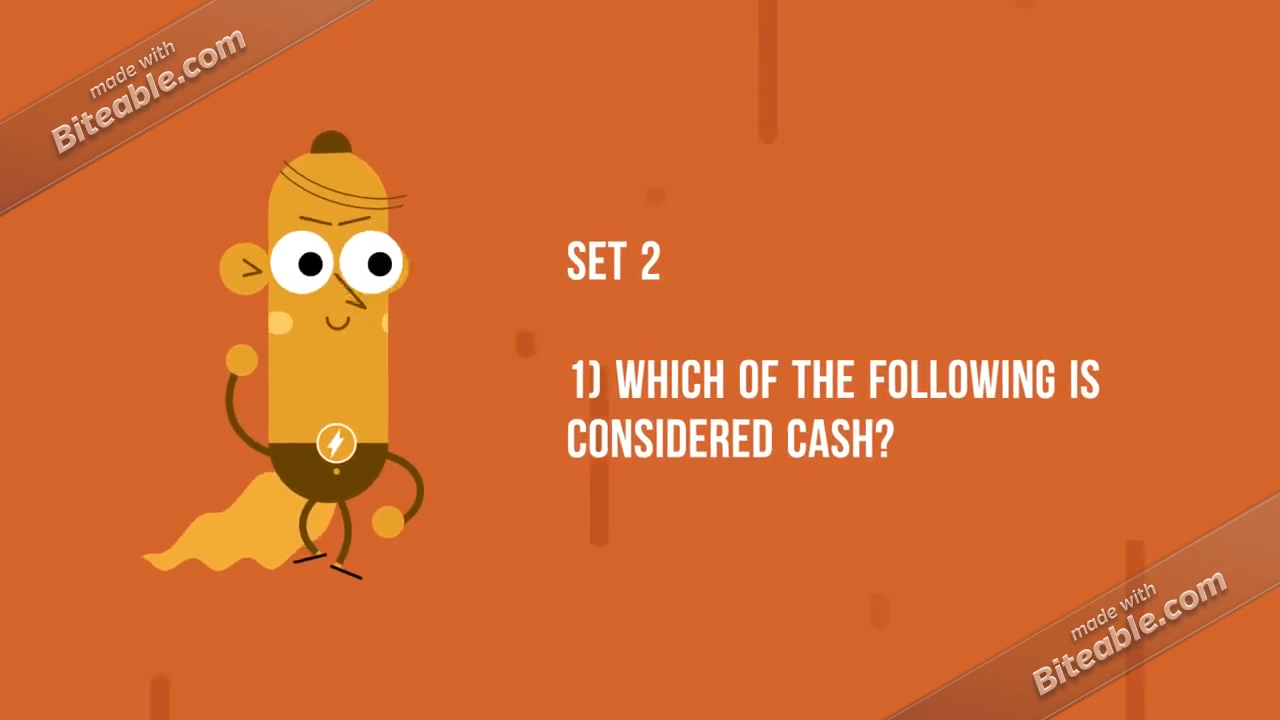 made with
Biteable.com
SET 2
1) WHICH OF THE FOLLOWING IS
CONSIDERED CASH?
made with
Biteable.com